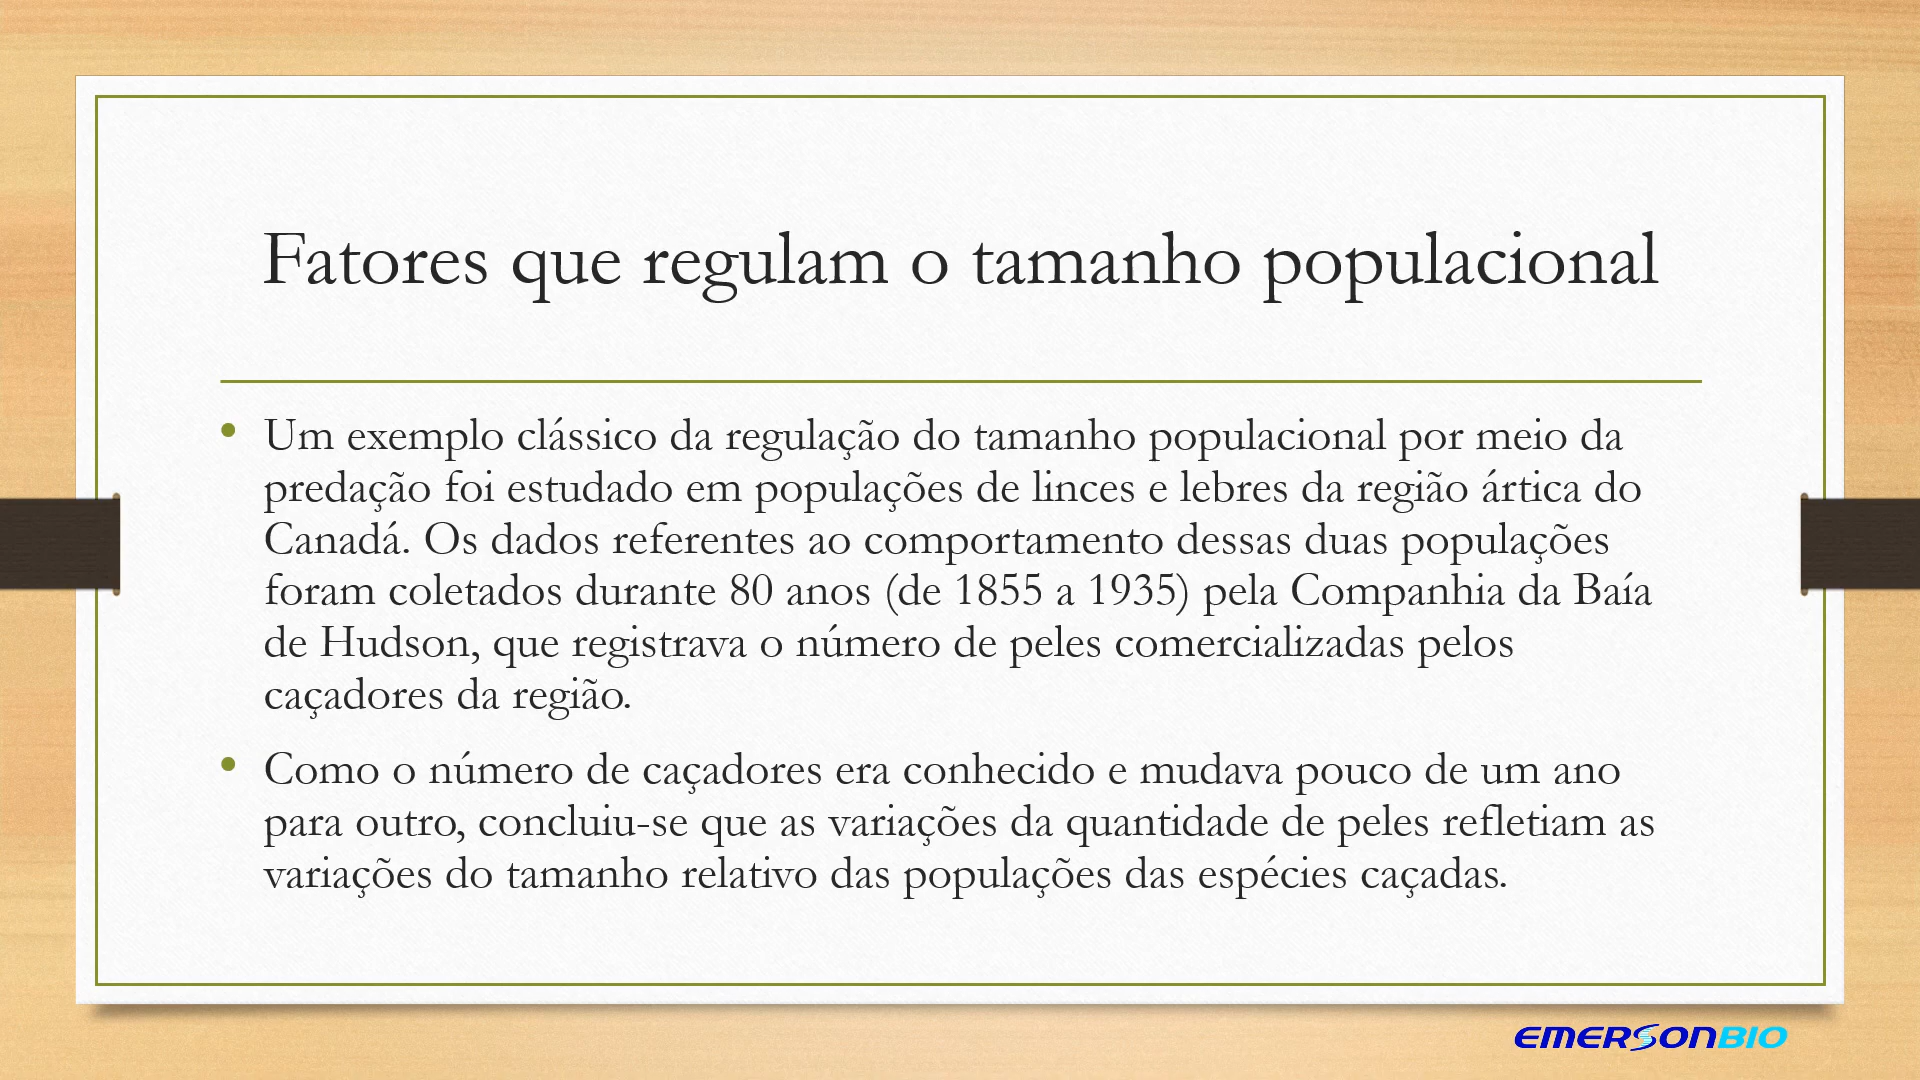 Fatores que regulam o tamanho populacional
• Um exemplo clássico da regulação do tamanho populacional por meio da
predação foi estudado em populações de linces e lebres da região ártica do
Canadá. Os dados referentes ao comportamento dessas duas populações
foram coletados durante 80 anos (de 1855 a 1935) pela Companhia da Baía
de Hudson, que registrava o número de peles comercializadas pelos
caçadores da região.
• Como o número de caçadores era conhecido e mudava pouco de um ano
para outro, concluiu-se que as variações da quantidade de peles refletiam as
variações do tamanho relativo das populações das espécies caçadas.
EMERSONBIO